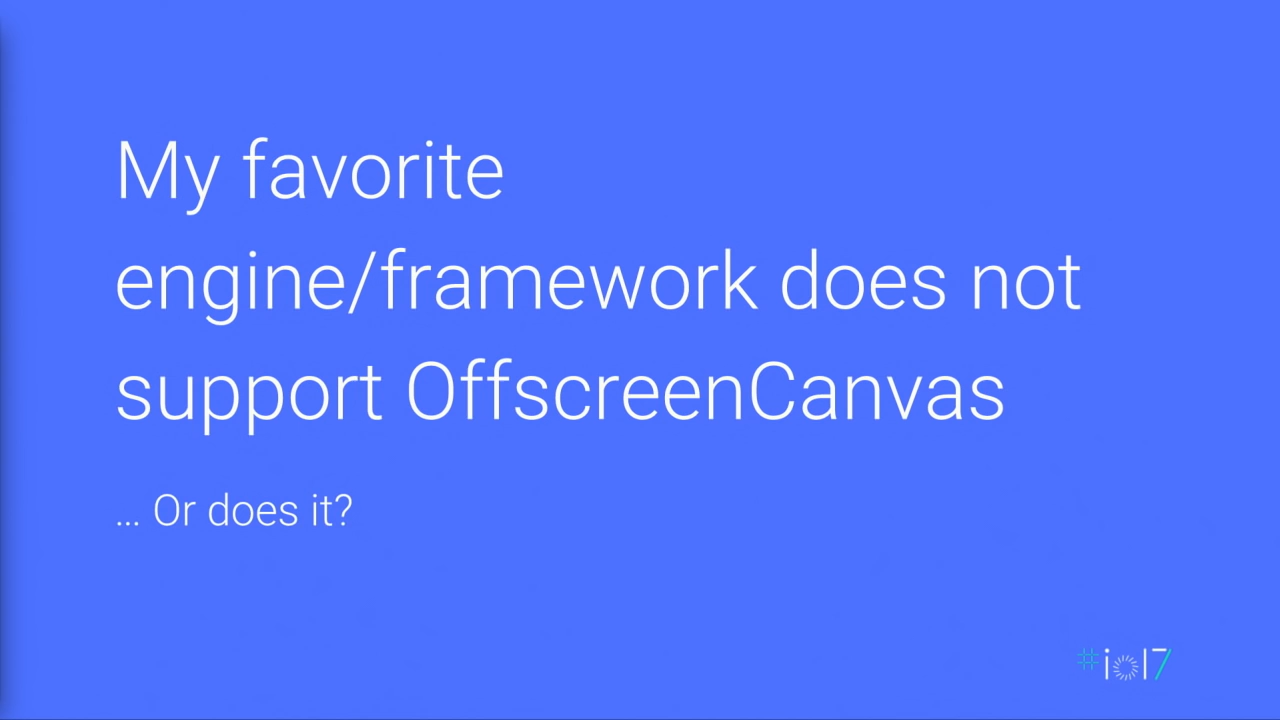 My favorite
engine/framework does not
support OffscreenCanvas
... Or does it?
#io17